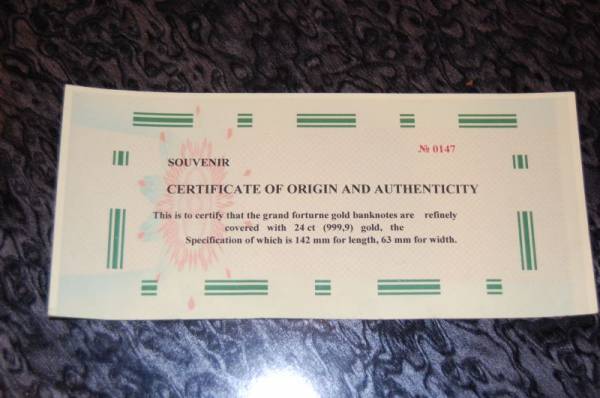 № 0147
SOUVENIR
CERTIFICATE OF ORIGIN AND AUTHENTICITY
This is to certify that the grand forturne gold banknotes are refinely
covered with 24 ct (999,9) gold, the
Specification of which is 142 mm for length, 63 mm for width.